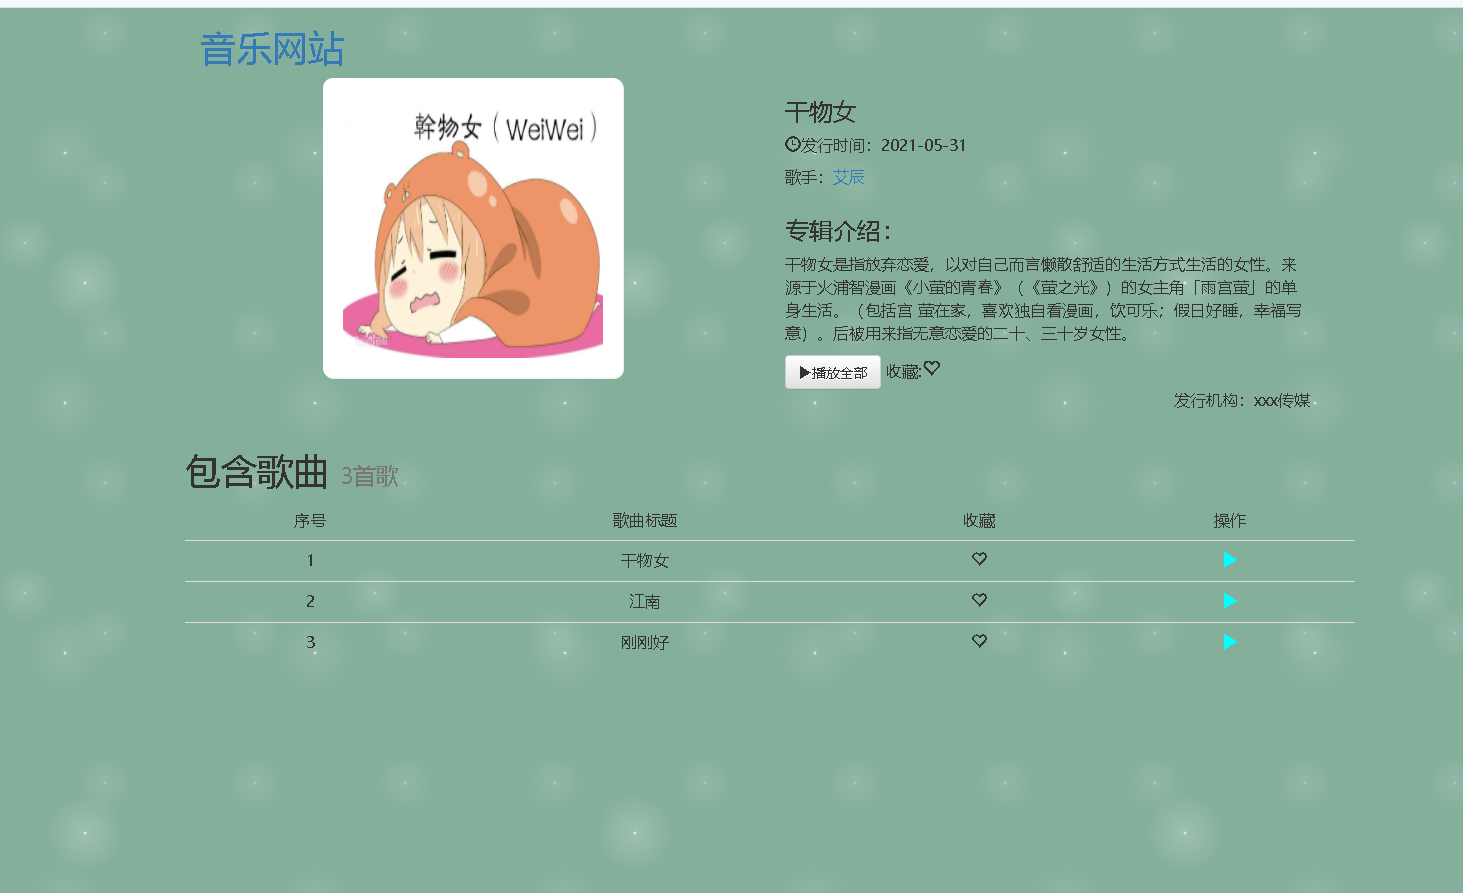 音乐网站
幹物女（WeiWei）
干物女
发行时间：2021-05-31
歌手：艾辰
专辑介绍：
干物女是指放弃恋爱，以对自己而言懒散舒适的生活方式生活的女性。来
源于火浦智漫画《小萤的青春》（《萤之光》）的女主角「雨宫萤」的单
身生活。（包括宫 萤在家，喜欢独自看漫画，饮可乐；假日好睡，幸福写
意）。后被用来指无意恋爱的二十、三十岁女性。
播放全部 收藏:
发行机构：xxx传媒
包含歌曲 3首歌
序号 歌曲标题 收藏 操作
1 干物女
2 江南
3 刚刚好